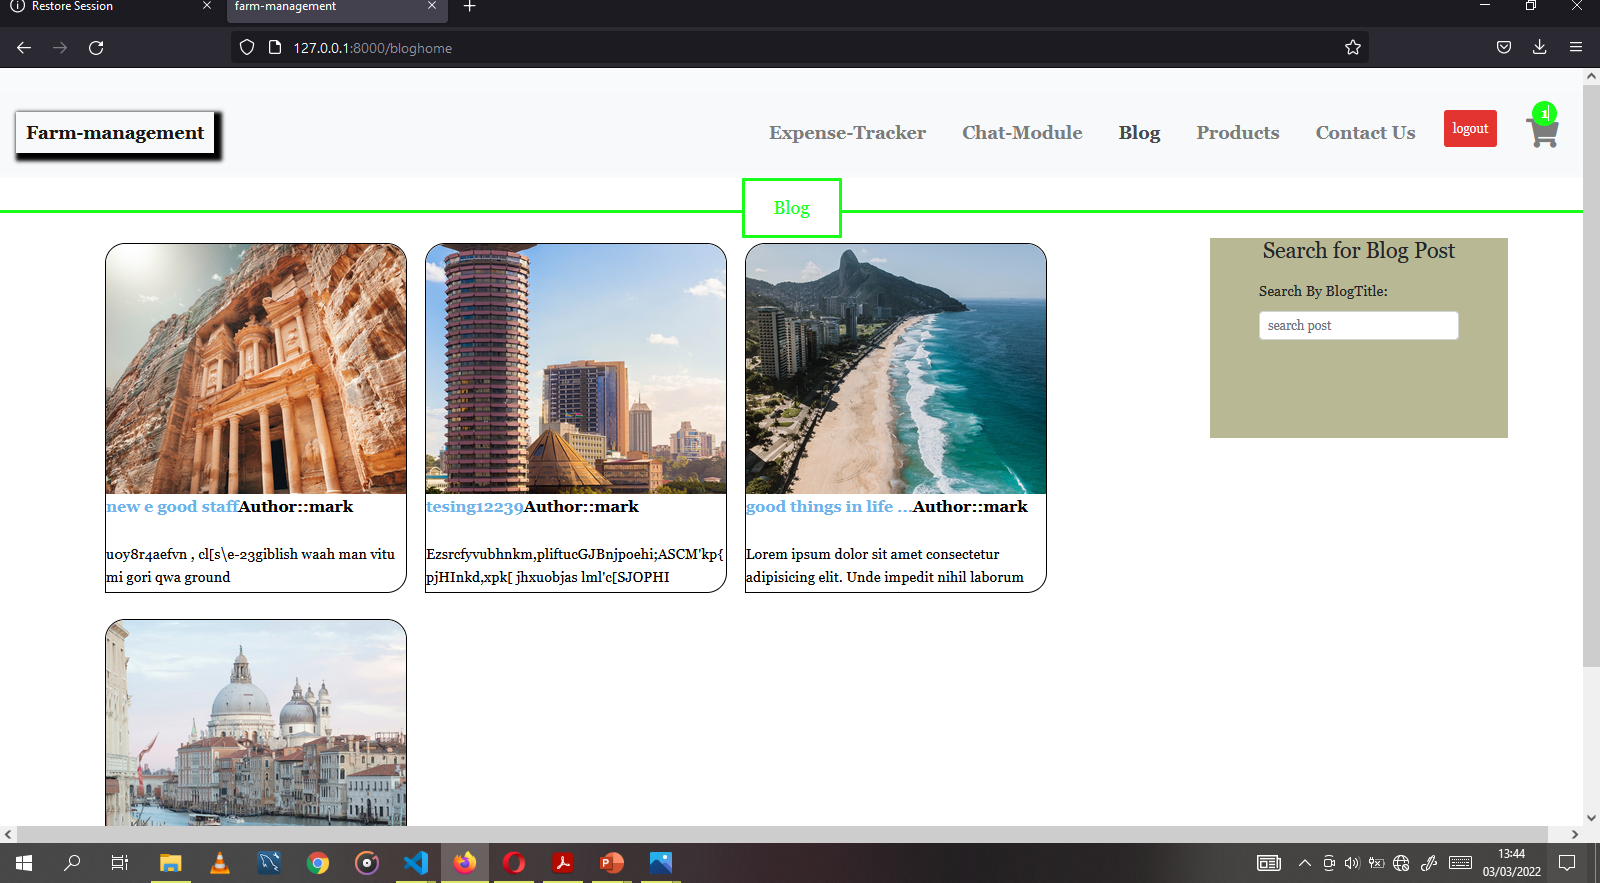 Restore Session
farm-management
127.0.0.1:8000/bloghome
Farm-management
Expense-Tracker
Chat-Module
Blog
Products
Contact Us
logout
1
Blog
Search for Blog Post
Search By BlogTitle:
search post
new e good staffAuthor::mark
u0y8r4aefvn , cl[s\e-23giblish waah man vitu
mi gori qwa ground
tesing12239Author::mark
Ezsrcfyvubhnkm,pliftucGJBnjpoehi;ASCM'kp{
pjHInkd,xpk[ jhxuobjas lml'c[SJOPHI
good things in life ...Author::mark
Lorem ipsum dolor sit amet consectetur
adipisicing elit. Unde impedit nihil laborum
13:44
03/03/2022